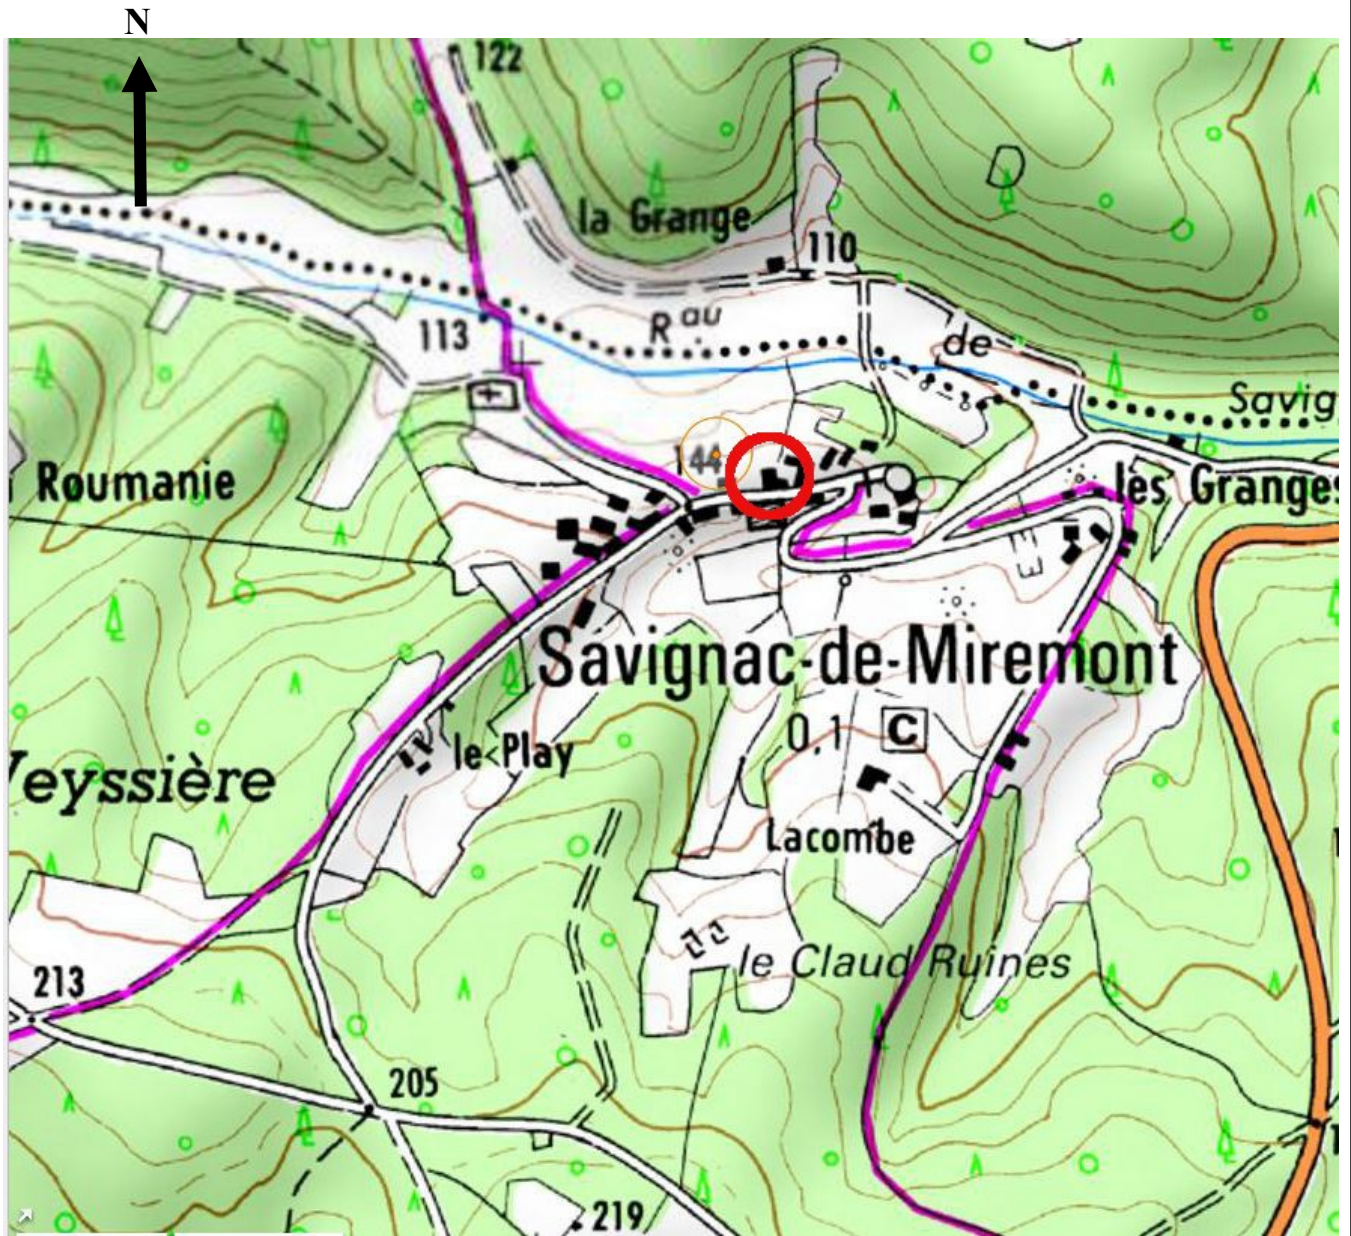 N
122
la Grange
110
R au
de
113
Savig
144
Roumanie
les Granges
Savignac-de-Miremont
0,1 C
le Play
Veyssière
Lacombe
le Claud Ruines
213
205
219